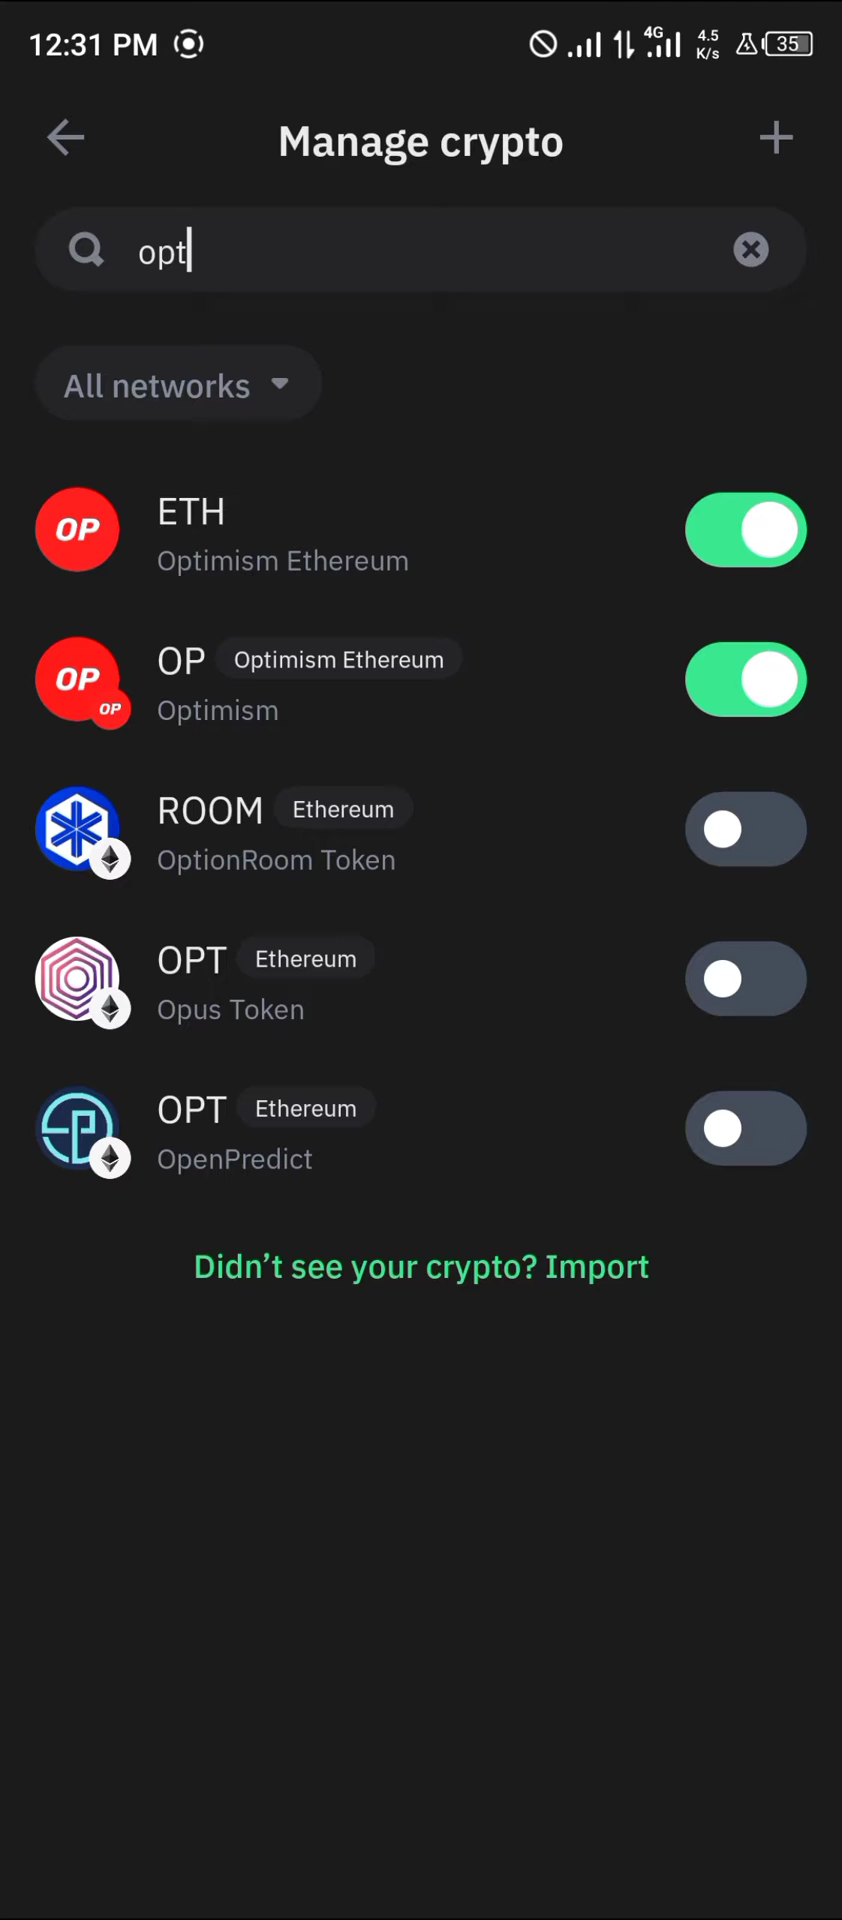 12:31 PM 4G 4.5 K/s 35
Manage crypto
opt
All networks
OP ETH
Optimism Ethereum
OP OP Optimism Ethereum
OP Optimism
ROOM Ethereum
OptionRoom Token
OPT Ethereum
Opus Token
OPT Ethereum
OpenPredict
Didn’t see your crypto? Import